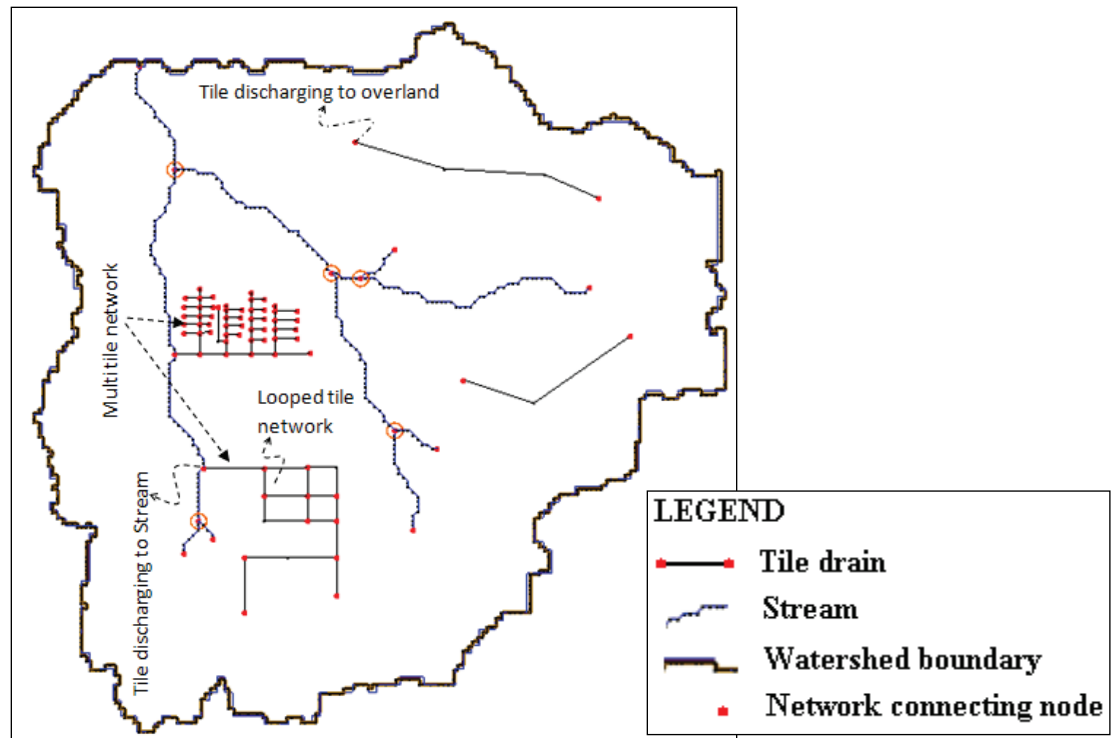 Tile discharging to overland
Multi tile network
Looped tile
network
Tile discharging to Stream
LEGEND
Tile drain
Stream
Watershed boundary
Network connecting node